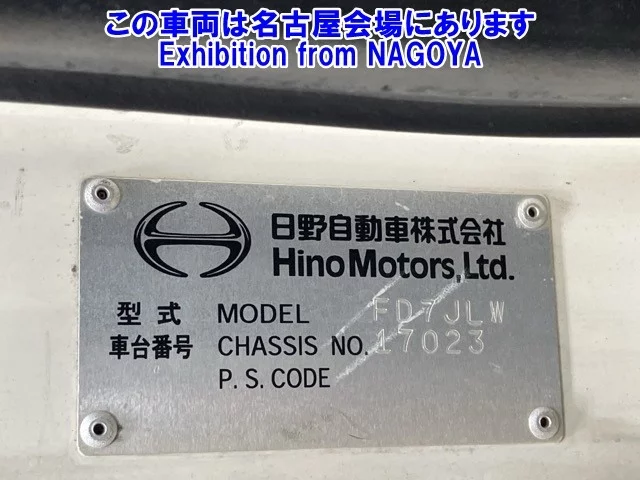 この車両は名古屋会場にあります
Exhibition from NAGOYA
日野自動車株式会社
Hino Motors, Ltd.
型式 MODEL FD7JLW
車台番号 CHASSIS NO. 17023
P. S. CODE